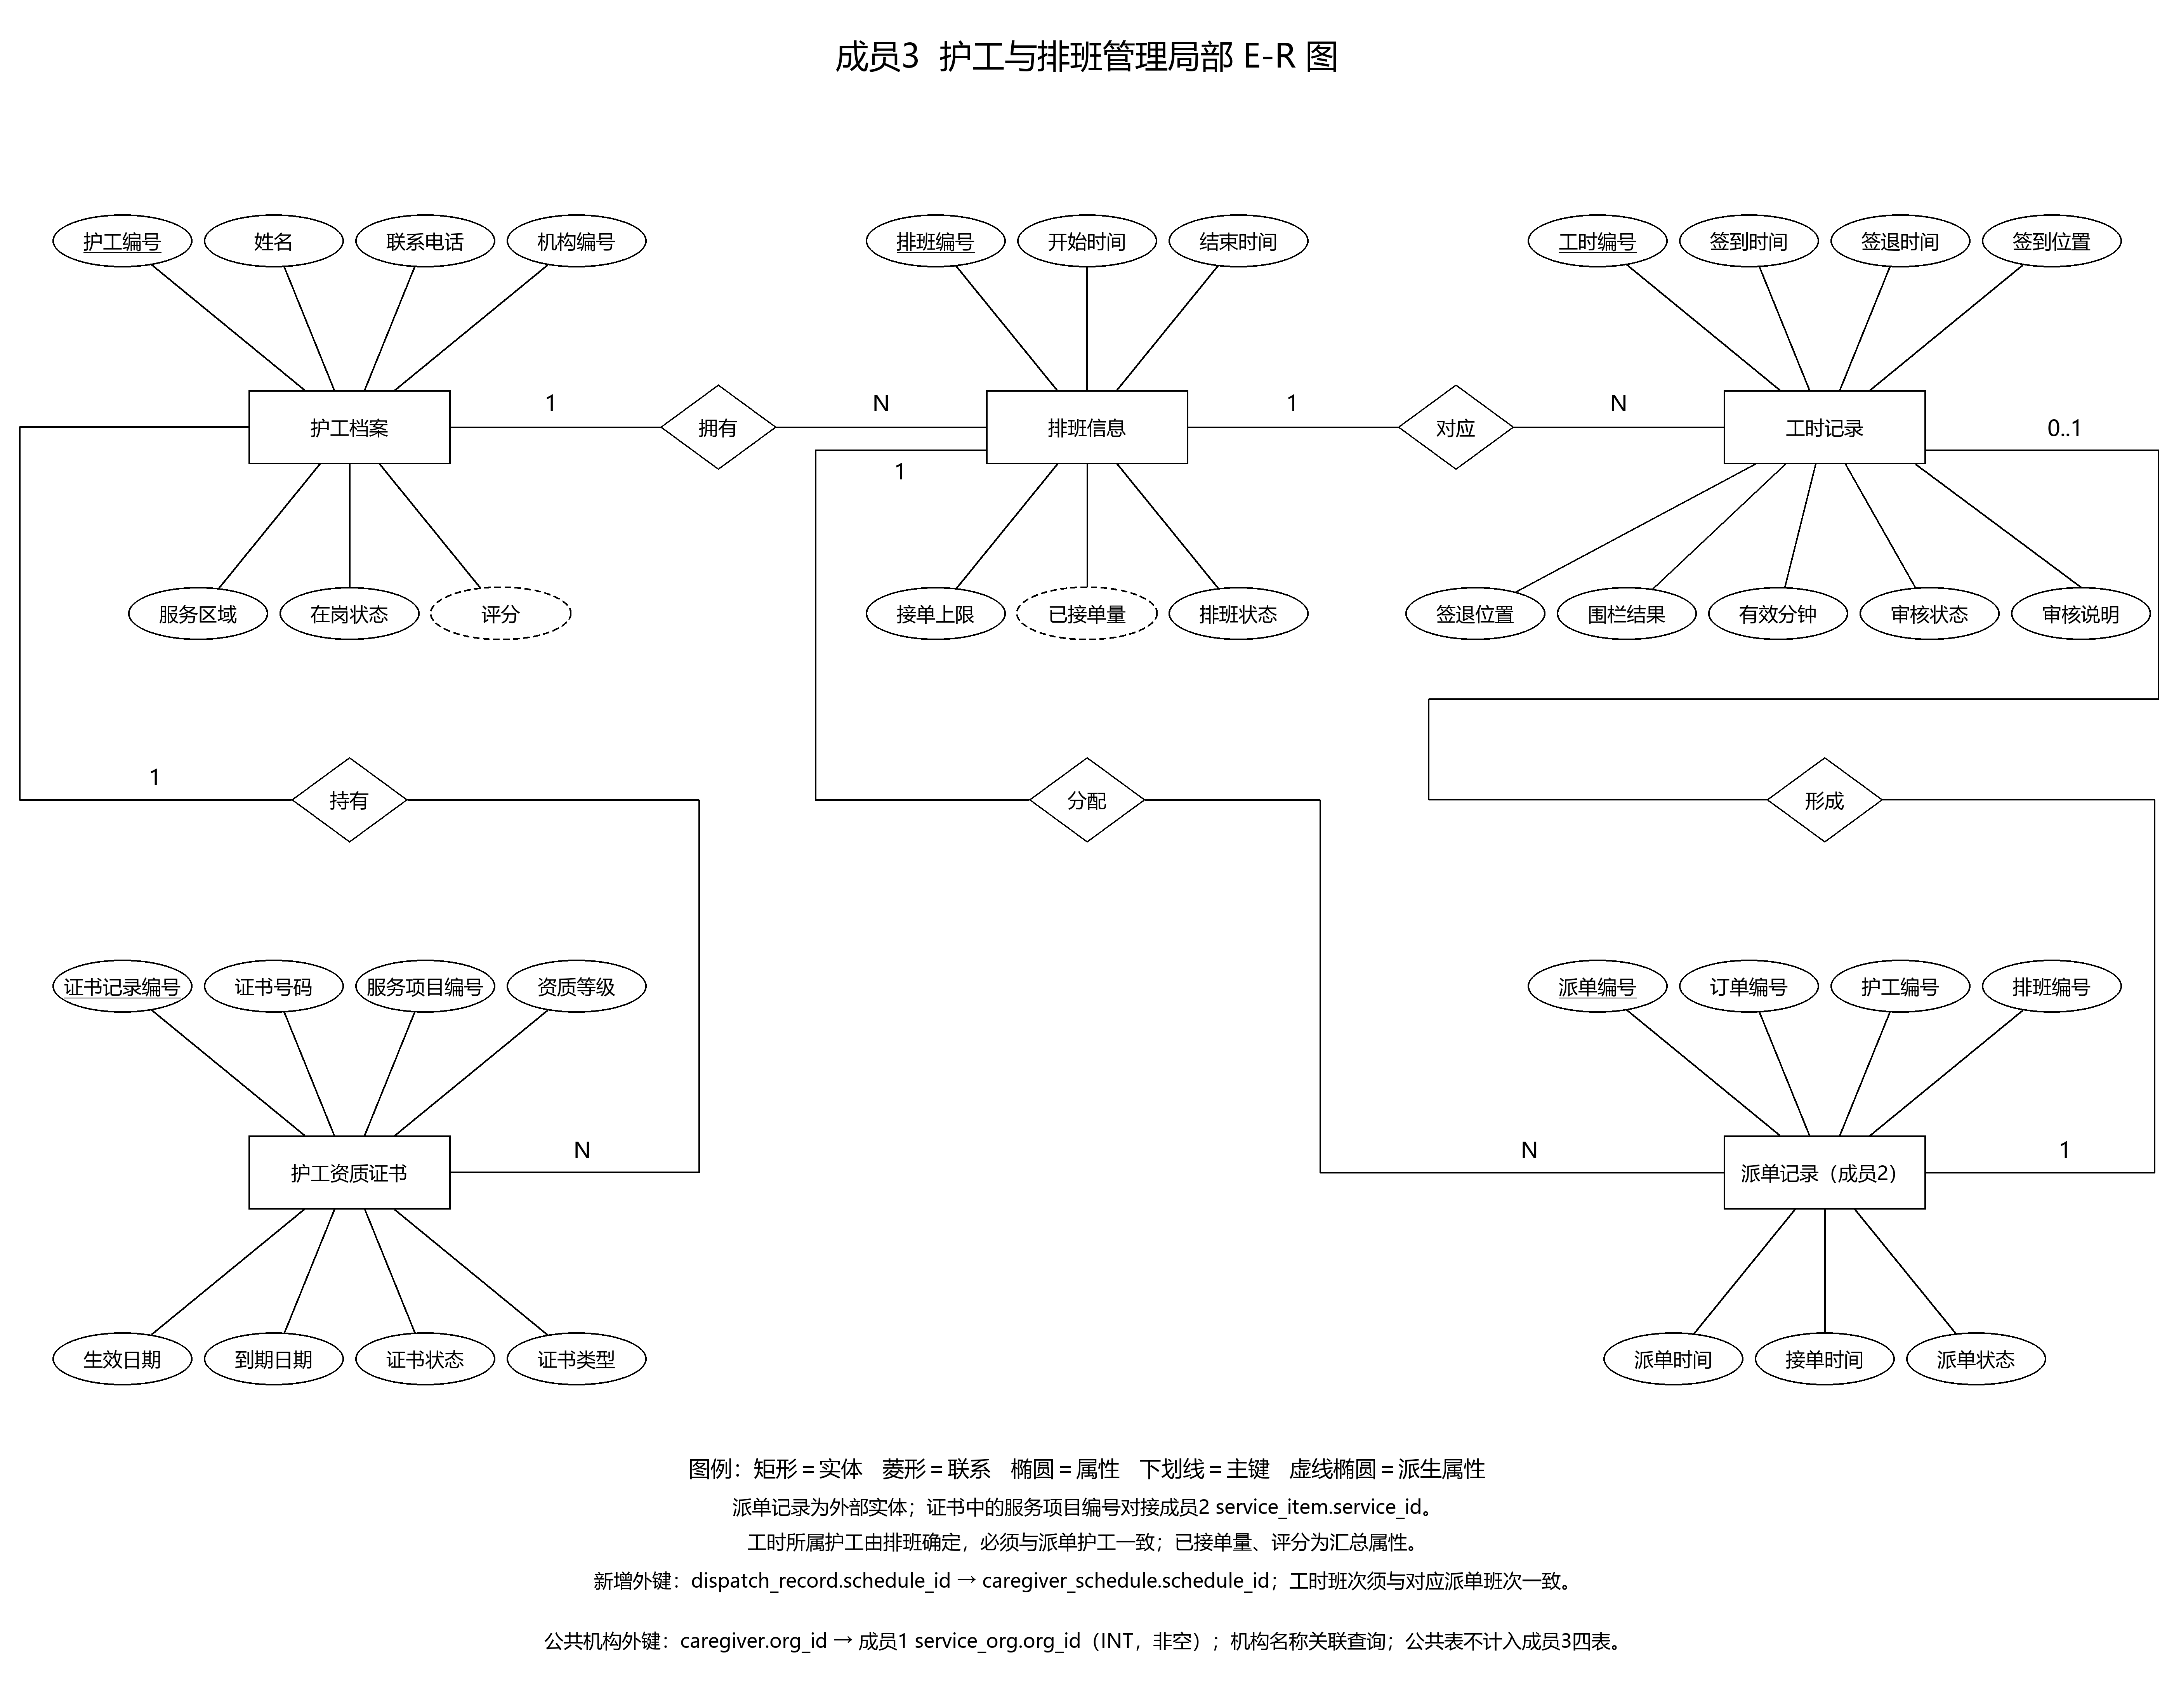 成员3 护工与排班管理局部 E-R 图
护工编号 姓名 联系电话 机构编号 排班编号 开始时间 结束时间 工时编号 签到时间 签退时间 签到位置
护工档案 1 拥有 N 排班信息 1 对应 N 工时记录 0..1
1
服务区域 在岗状态 评分 接单上限 已接单量 排班状态 签退位置 围栏结果 有效分钟 审核状态 审核说明
1 持有 分配 形成
证书记录编号 证书号码 服务项目编号 资质等级 派单编号 订单编号 护工编号 排班编号
护工资质证书 N N 派单记录（成员2） 1
生效日期 到期日期 证书状态 证书类型 派单时间 接单时间 派单状态
图例：矩形＝实体 菱形＝联系 椭圆＝属性 下划线＝主键 虚线椭圆＝派生属性
派单记录为外部实体；证书中的服务项目编号对接成员2 service_item.service_id。
工时所属护工由排班确定，必须与派单护工一致；已接单量、评分为汇总属性。
新增外键：dispatch_record.schedule_id → caregiver_schedule.schedule_id；工时班次须与对应派单班次一致。
公共机构外键：caregiver.org_id → 成员1 service_org.org_id（INT，非空）；机构名称关联查询；公共表不计入成员3四表。